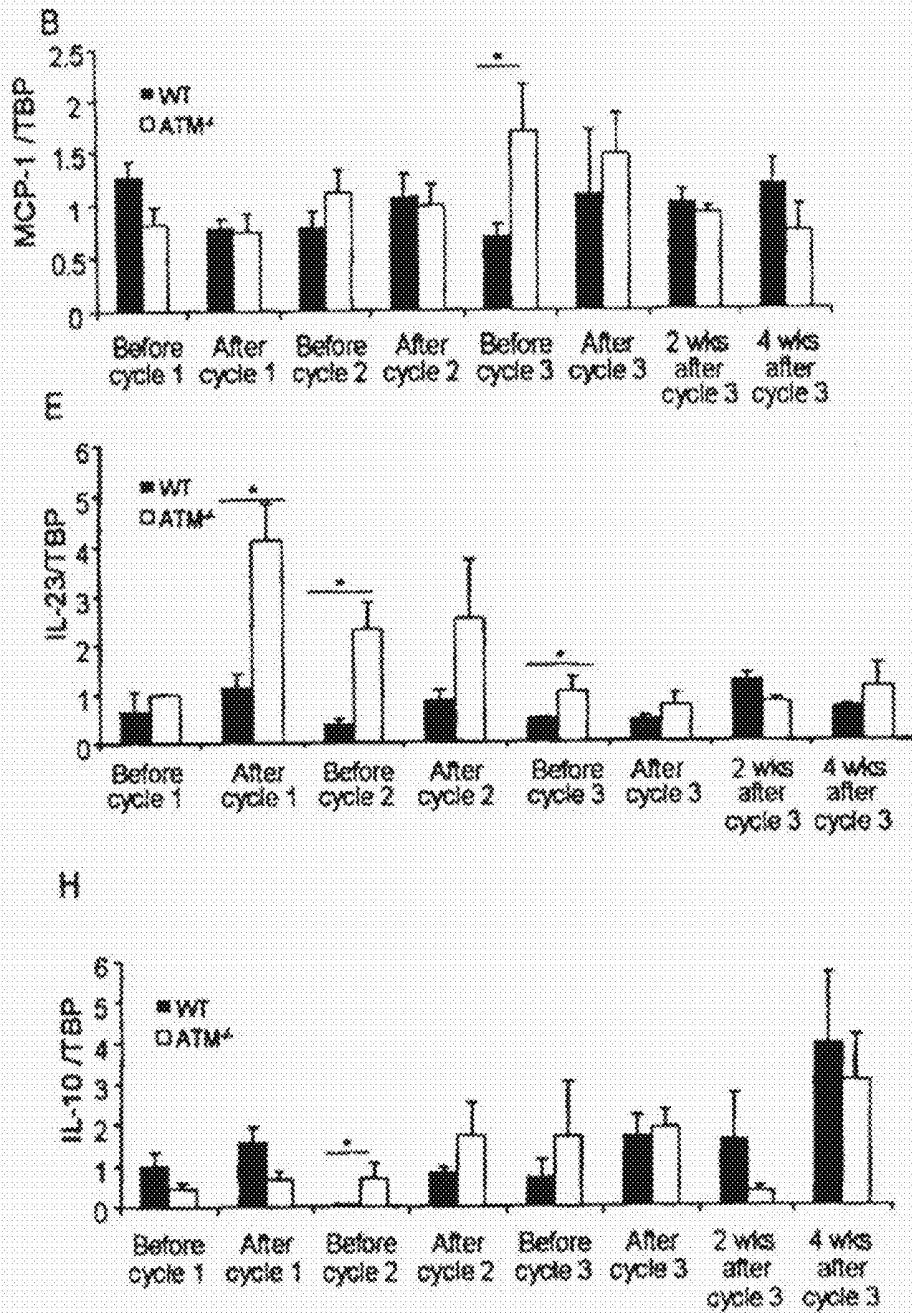 B
MCP-1 /TBP
2.5
2
1.5
1
0.5
0
WT
ATM-/-
*
Before cycle 1
After cycle 1
Before cycle 2
After cycle 2
Before cycle 3
After cycle 3
2 wks after cycle 3
4 wks after cycle 3
E
IL-23/TBP
6
5
4
3
2
1
0
WT
ATM-/-
*
*
*
Before cycle 1
After cycle 1
Before cycle 2
After cycle 2
Before cycle 3
After cycle 3
2 wks after cycle 3
4 wks after cycle 3
H
IL-10 /TBP
6
5
4
3
2
1
0
WT
ATM-/-
*
Before cycle 1
After cycle 1
Before cycle 2
After cycle 2
Before cycle 3
After cycle 3
2 wks after cycle 3
4 wks after cycle 3